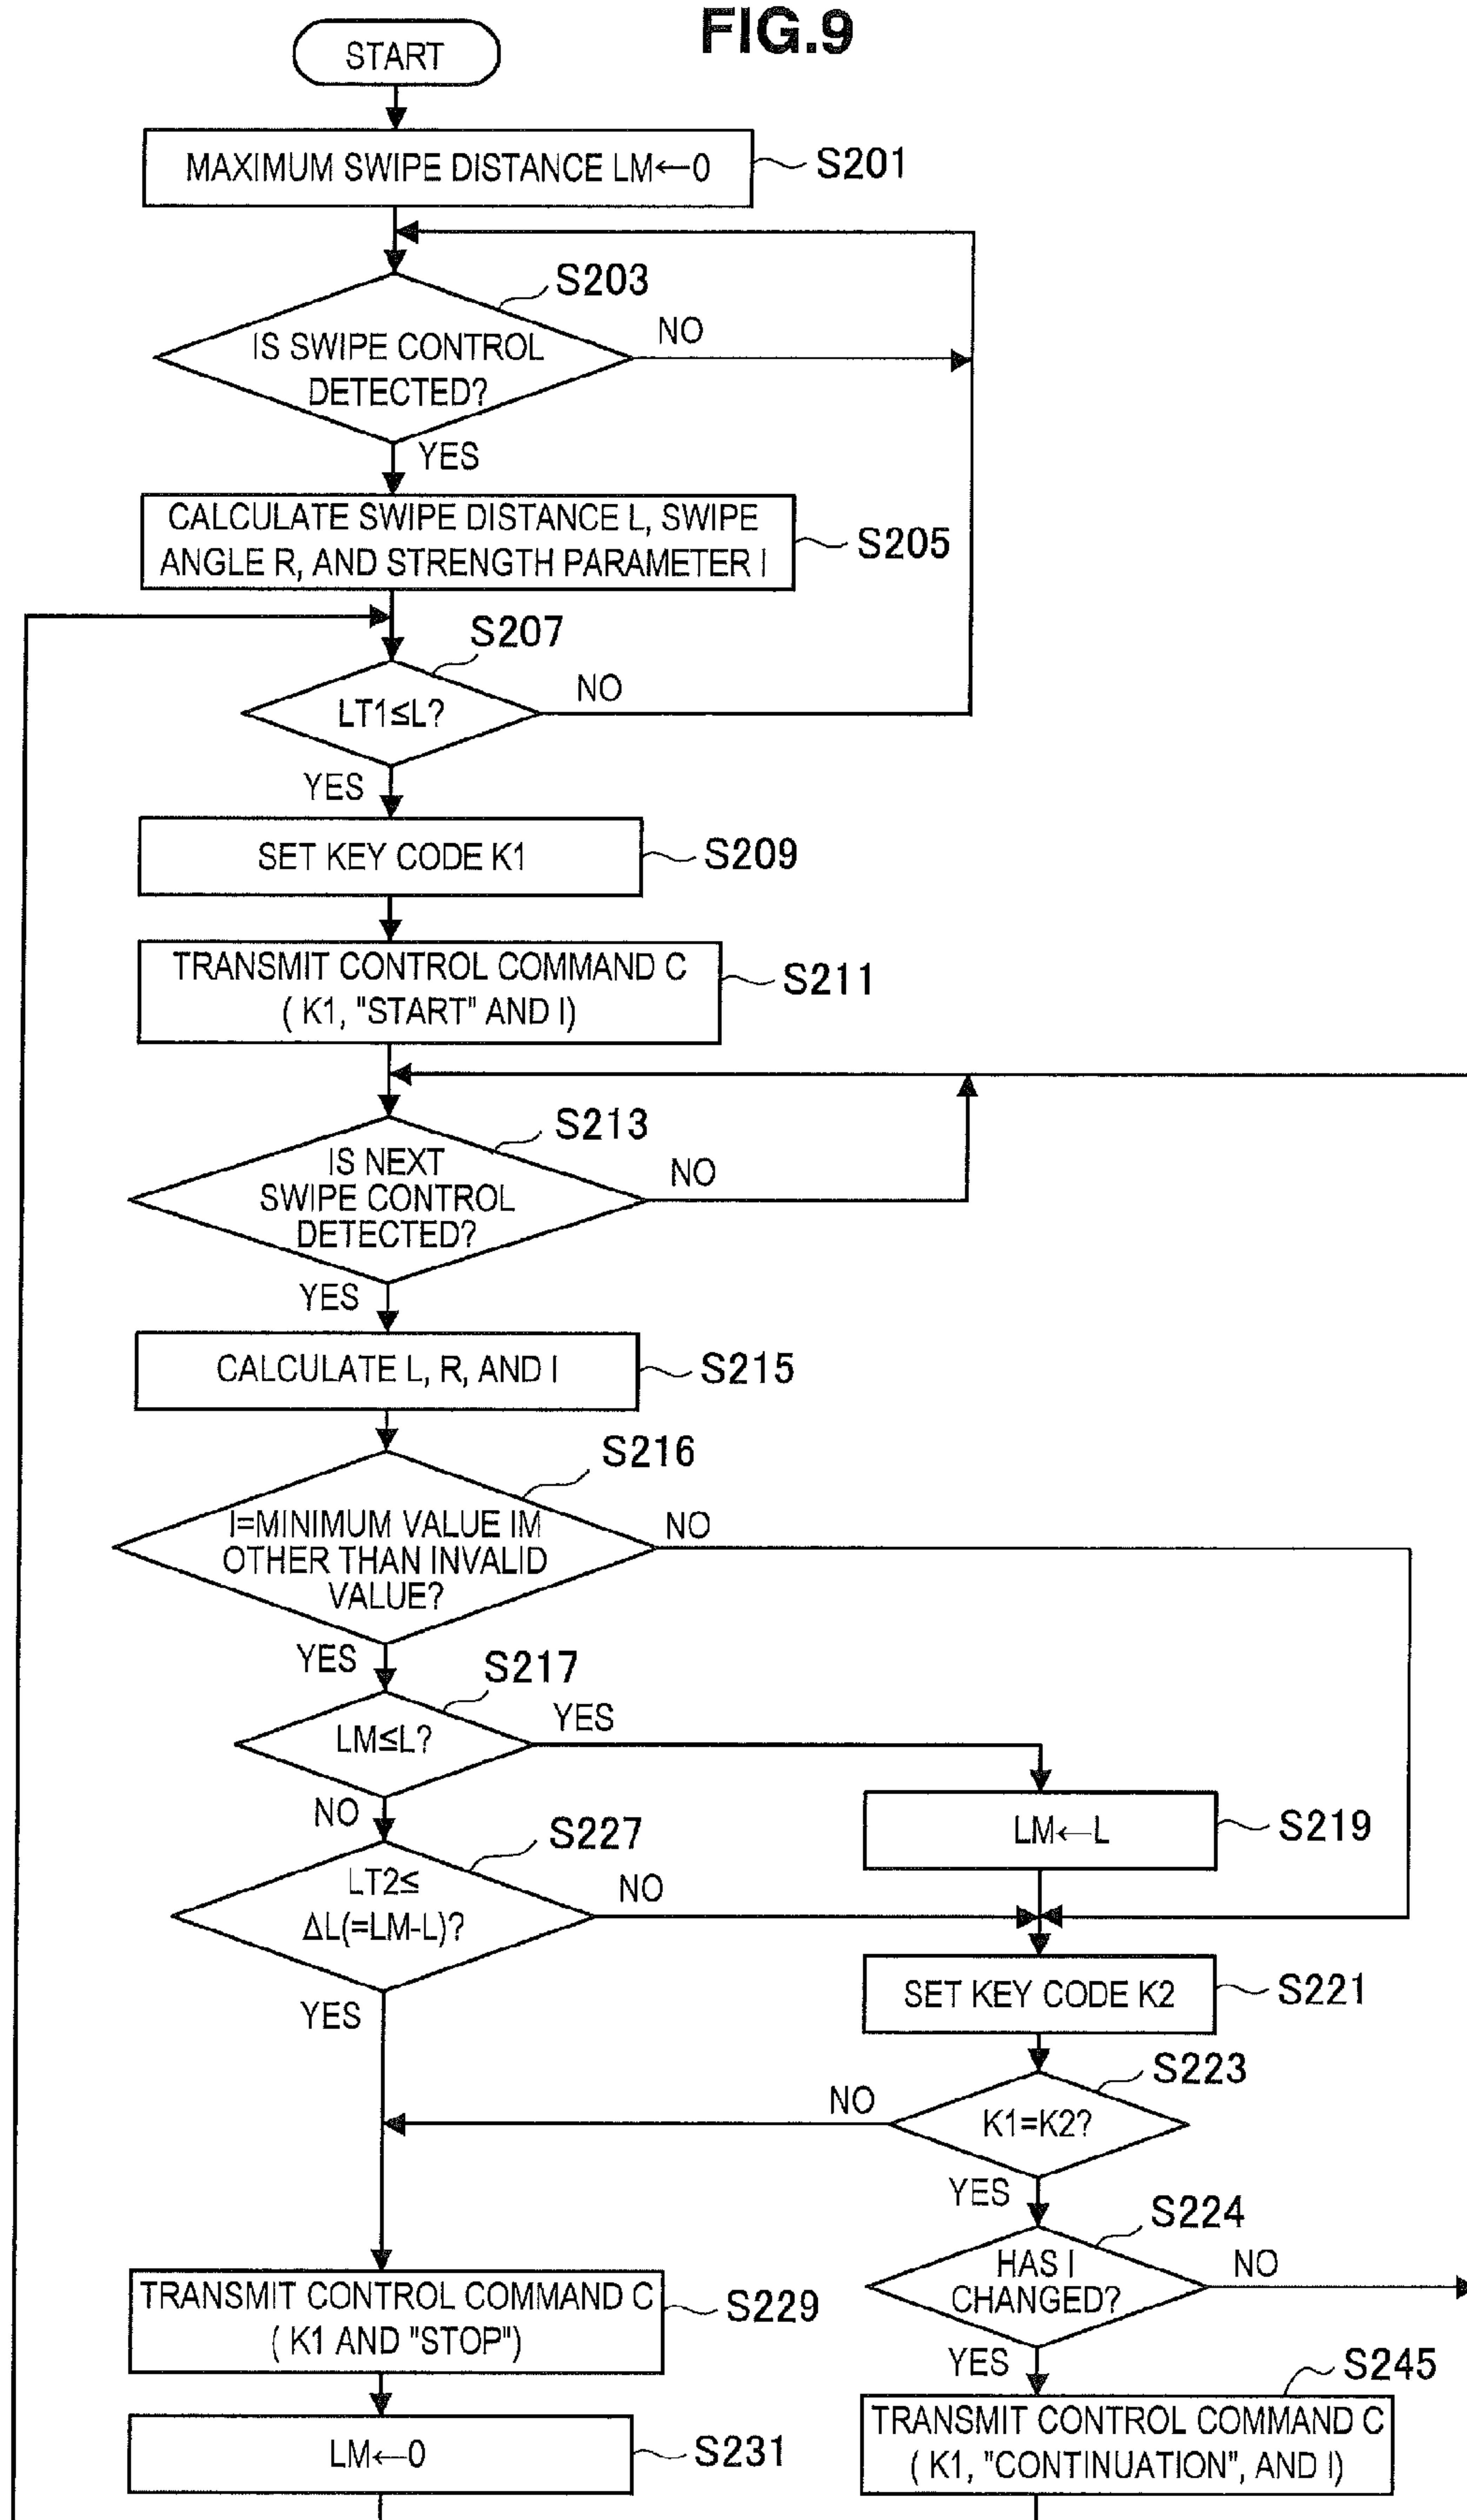 FIG.9
START
MAXIMUM SWIPE DISTANCE LM←0
S201
S203
IS SWIPE CONTROL
DETECTED?
NO
YES
CALCULATE SWIPE DISTANCE L, SWIPE
ANGLE R, AND STRENGTH PARAMETER I
S205
S207
LT1≤L?
NO
YES
SET KEY CODE K1
S209
TRANSMIT CONTROL COMMAND C
( K1, "START" AND I)
S211
S213
IS NEXT
SWIPE CONTROL
DETECTED?
NO
YES
CALCULATE L, R, AND I
S215
S216
I=MINIMUM VALUE IM
OTHER THAN INVALID
VALUE?
NO
YES
S217
LM≤L?
YES
NO
LM←L
S219
S227
LT2≤
ΔL(=LM-L)?
NO
YES
SET KEY CODE K2
S221
S223
K1=K2?
NO
YES
S224
HAS I
CHANGED?
NO
YES
TRANSMIT CONTROL COMMAND C
( K1 AND "STOP")
S229
S245
TRANSMIT CONTROL COMMAND C
( K1, "CONTINUATION", AND I)
LM←0
S231